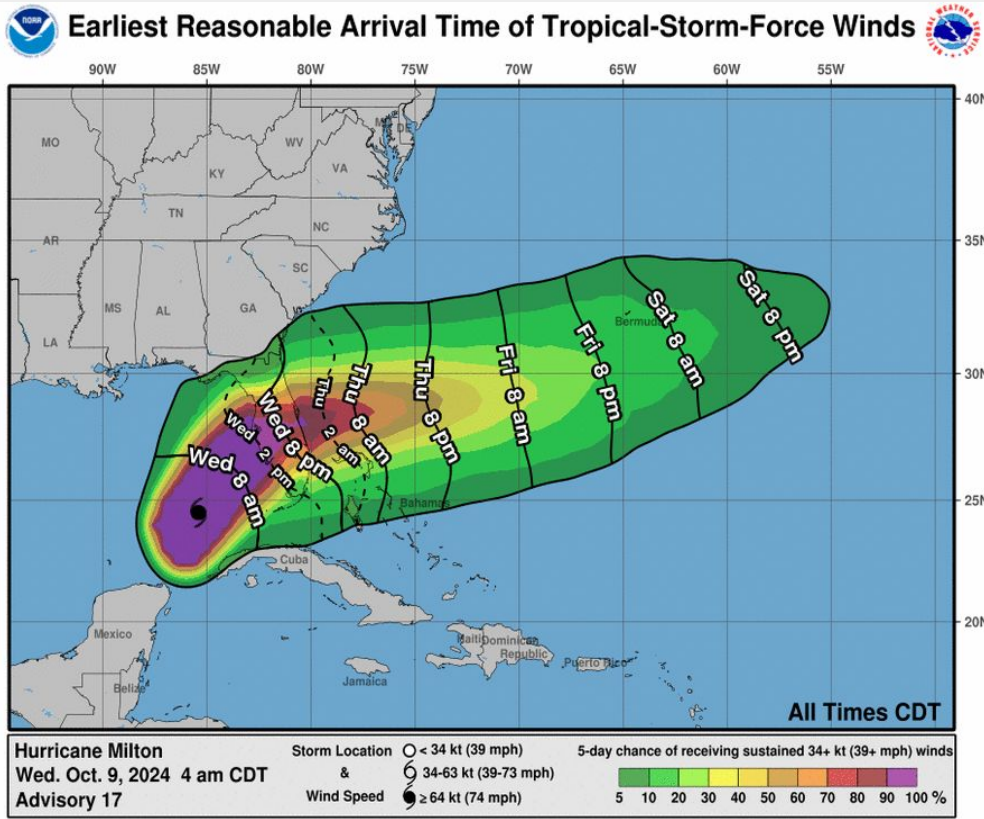 NOAA
Earliest Reasonable Arrival Time of Tropical-Storm-Force Winds
NATIONAL WEATHER SERVICE
90W 85W 80W 75W 70W 65W 60W 55W
40N
MO
WV
DE
KY
VA
TN
NC
AR
35N
SC
MS
AL
GA
LA
Bermuda
30N
Wed 8 am
Wed 2 pm
Wed 8 pm
Thu 2 am
Thu 8 am
Thu 8 pm
Fri 8 am
Fri 8 pm
Sat 8 am
Sat 8 pm
25N
Bahamas
Cuba
20N
Mexico
Haiti
Dominican
Republic
Puerto Rico
Jamaica
Belize
All Times CDT
Hurricane Milton
Wed. Oct. 9, 2024 4 am CDT
Advisory 17
Storm Location
&
Wind Speed
< 34 kt (39 mph)
34-63 kt (39-73 mph)
≥ 64 kt (74 mph)
5-day chance of receiving sustained 34+ kt (39+ mph) winds
5 10 20 30 40 50 60 70 80 90 100 %